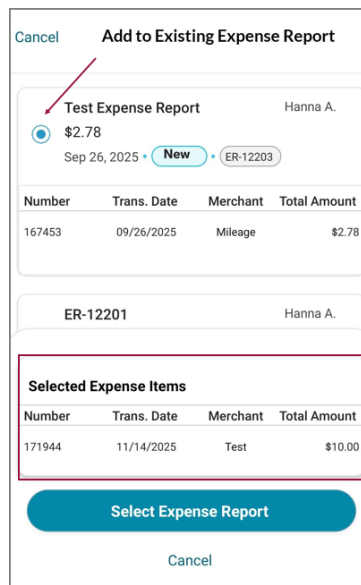 Cancel Add to Existing Expense Report
Test Expense Report Hanna A.
$2.78
Sep 26, 2025 • New • ER-12203
Number Trans. Date Merchant Total Amount
167453 09/26/2025 Mileage $2.78
ER-12201 Hanna A.
Selected Expense Items
Number Trans. Date Merchant Total Amount
171944 11/14/2025 Test $10.00
Select Expense Report
Cancel